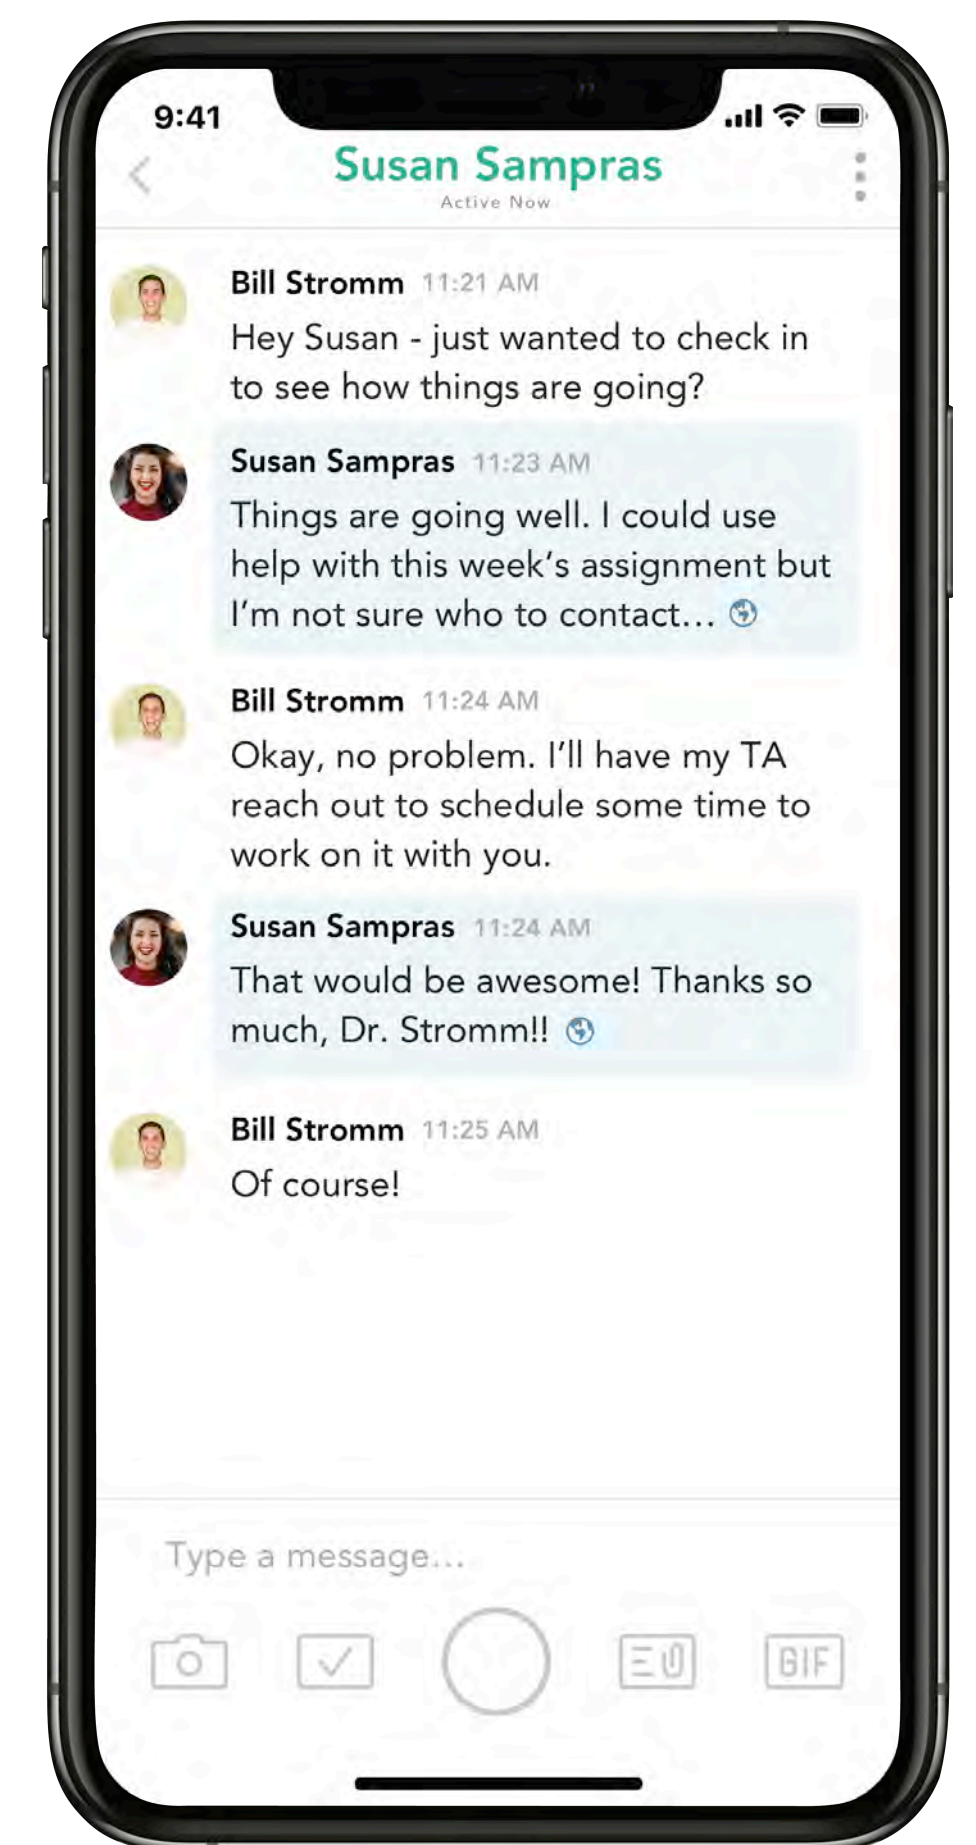 9:41
Susan Sampras
Active Now
Bill Stromm 11:21 AM
Hey Susan - just wanted to check in
to see how things are going?
Susan Sampras 11:23 AM
Things are going well. I could use
help with this week's assignment but
I'm not sure who to contact...
Bill Stromm 11:24 AM
Okay, no problem. I'll have my TA
reach out to schedule some time to
work on it with you.
Susan Sampras 11:24 AM
That would be awesome! Thanks so
much, Dr. Stromm!!
Bill Stromm 11:25 AM
Of course!
Type a message...
GIF